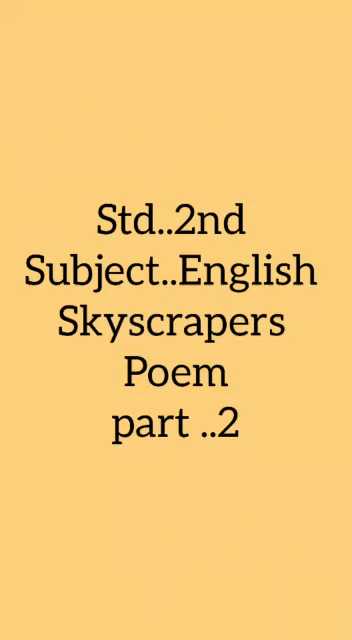 Std..2nd
Subject..English
Skyscrapers
Poem
part ..2